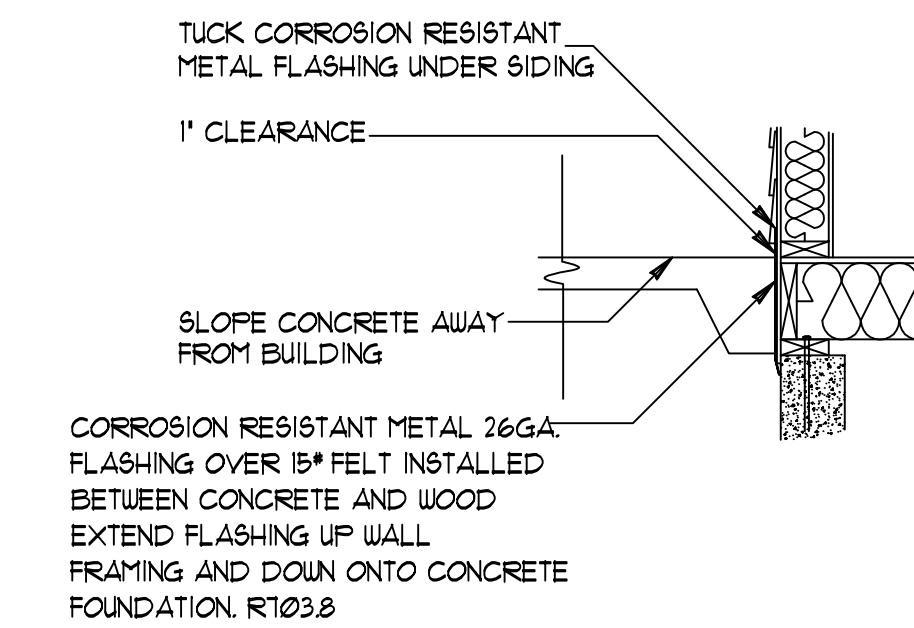 TUCK CORROSION RESISTANT
METAL FLASHING UNDER SIDING
1" CLEARANCE
SLOPE CONCRETE AWAY
FROM BUILDING
CORROSION RESISTANT METAL 26GA.
FLASHING OVER 15# FELT INSTALLED
BETWEEN CONCRETE AND WOOD
EXTEND FLASHING UP WALL
FRAMING AND DOWN ONTO CONCRETE
FOUNDATION. R703.8